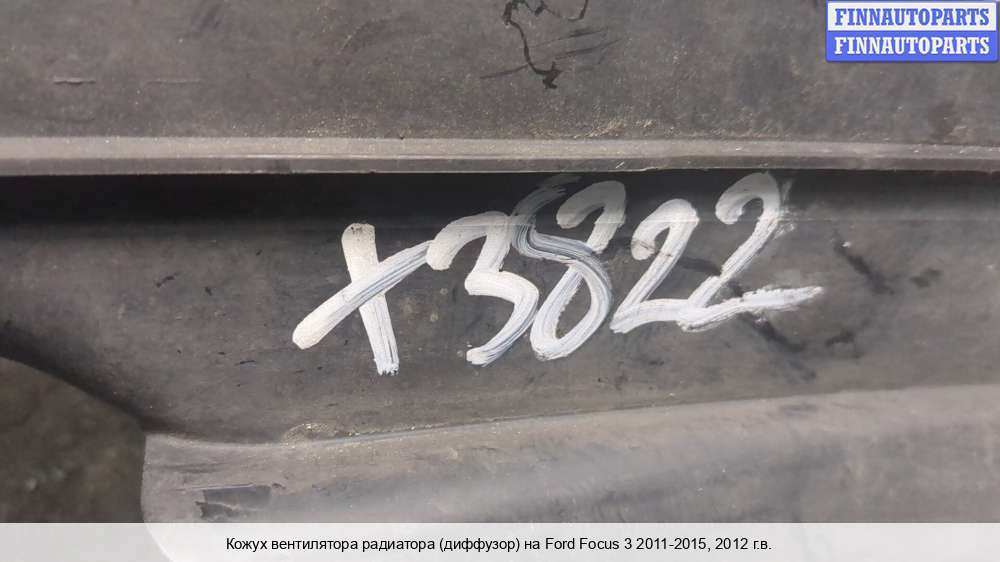 FINNAUTOPARTS
FINNAUTOPARTS
X3822
Кожух вентилятора радиатора (диффузор) на Ford Focus 3 2011-2015, 2012 г.в.